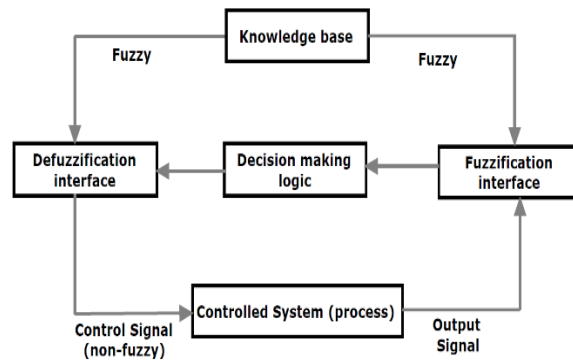 Knowledge base
Fuzzy
Fuzzy
Defuzzification
interface
Decision making
logic
Fuzzification
interface
Controlled System (process)
Control Signal
(non-fuzzy)
Output
Signal